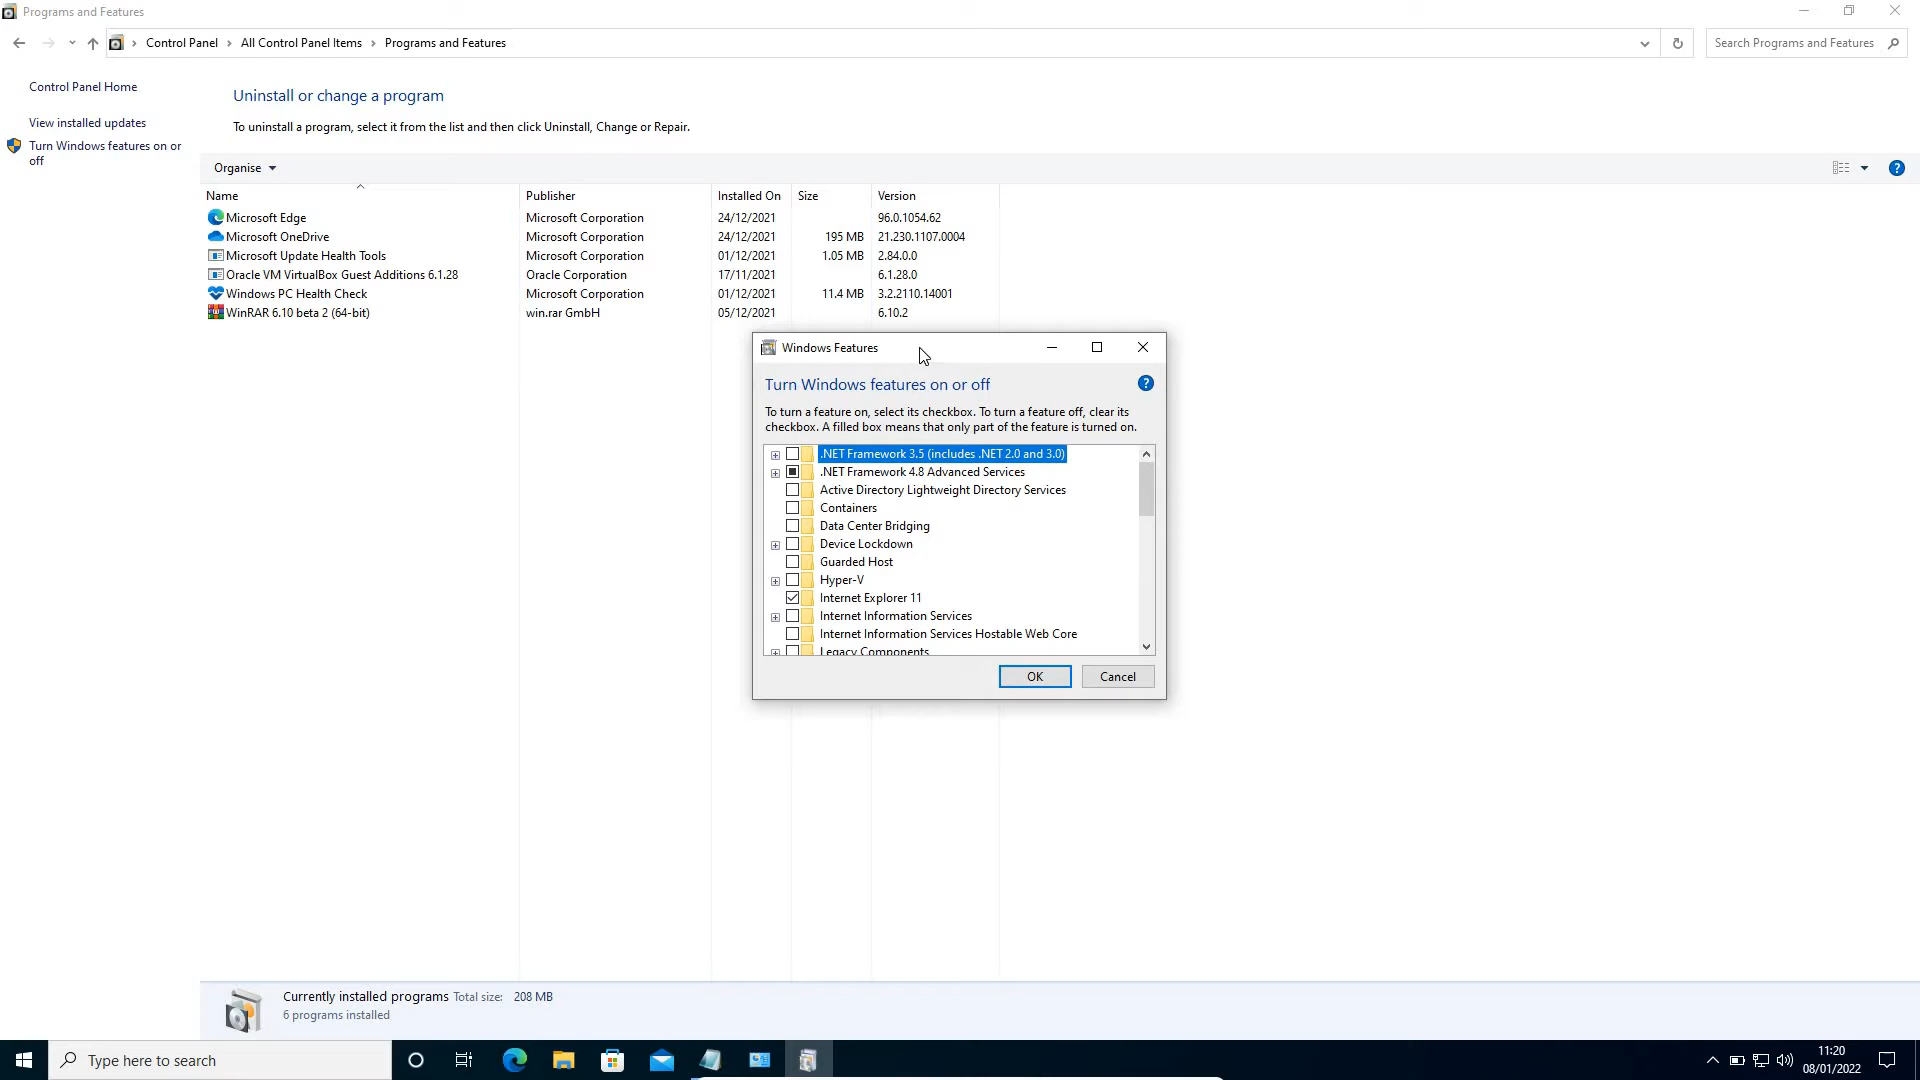 Programs and Features
Control Panel > All Control Panel Items > Programs and Features
Search Programs and Features
Control Panel Home
View installed updates
Turn Windows features on or
off
Uninstall or change a program
To uninstall a program, select it from the list and then click Uninstall, Change or Repair.
Organise
Name Publisher Installed On Size Version
Microsoft Edge Microsoft Corporation 24/12/2021 96.0.1054.62
Microsoft OneDrive Microsoft Corporation 24/12/2021 195 MB 21.230.1107.0004
Microsoft Update Health Tools Microsoft Corporation 01/12/2021 1.05 MB 2.84.0.0
Oracle VM VirtualBox Guest Additions 6.1.28 Oracle Corporation 17/11/2021 6.1.28.0
Windows PC Health Check Microsoft Corporation 01/12/2021 11.4 MB 3.2.2110.14001
WinRAR 6.10 beta 2 (64-bit) win.rar GmbH 05/12/2021 6.10.2
Windows Features
Turn Windows features on or off
To turn a feature on, select its checkbox. To turn a feature off, clear its
checkbox. A filled box means that only part of the feature is turned on.
.NET Framework 3.5 (includes .NET 2.0 and 3.0)
.NET Framework 4.8 Advanced Services
Active Directory Lightweight Directory Services
Containers
Data Center Bridging
Device Lockdown
Guarded Host
Hyper-V
Internet Explorer 11
Internet Information Services
Internet Information Services Hostable Web Core
Legacy Components
OK Cancel
Currently installed programs Total size: 208 MB
6 programs installed
Type here to search
11:20
08/01/2022